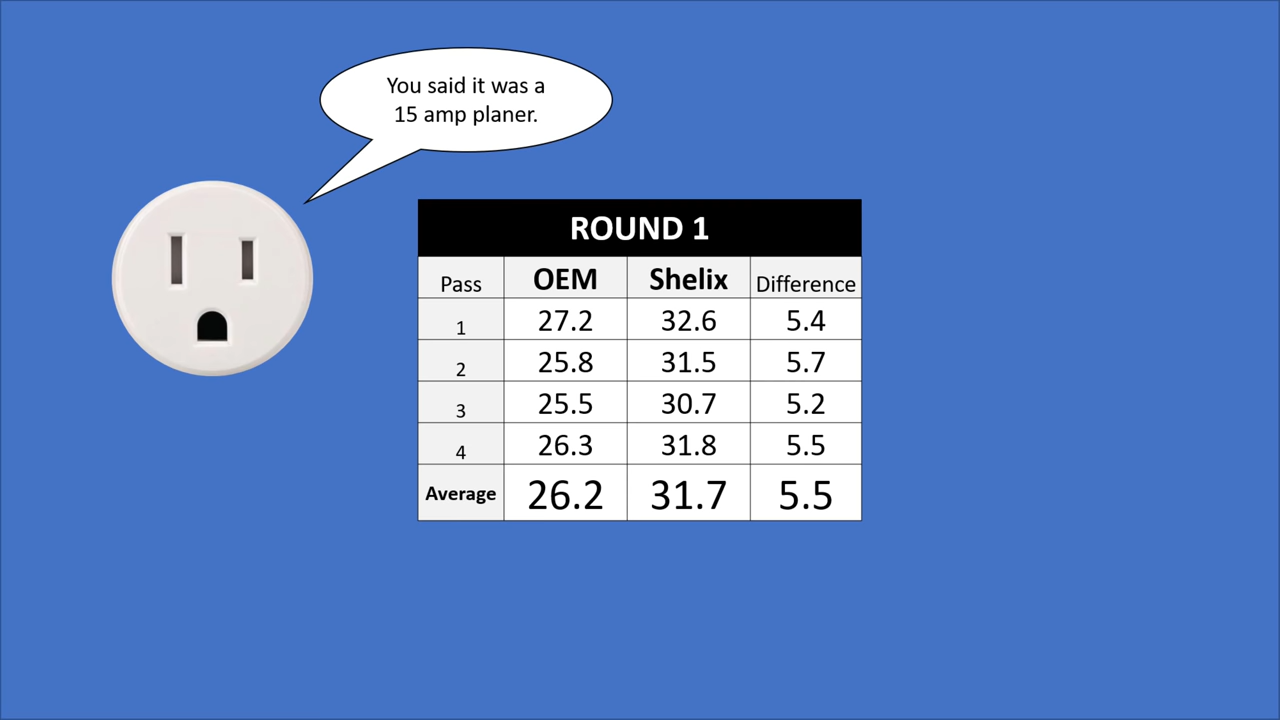 You said it was a
15 amp planer.
ROUND 1
Pass OEM Shelix Difference
1 27.2 32.6 5.4
2 25.8 31.5 5.7
3 25.5 30.7 5.2
4 26.3 31.8 5.5
Average 26.2 31.7 5.5